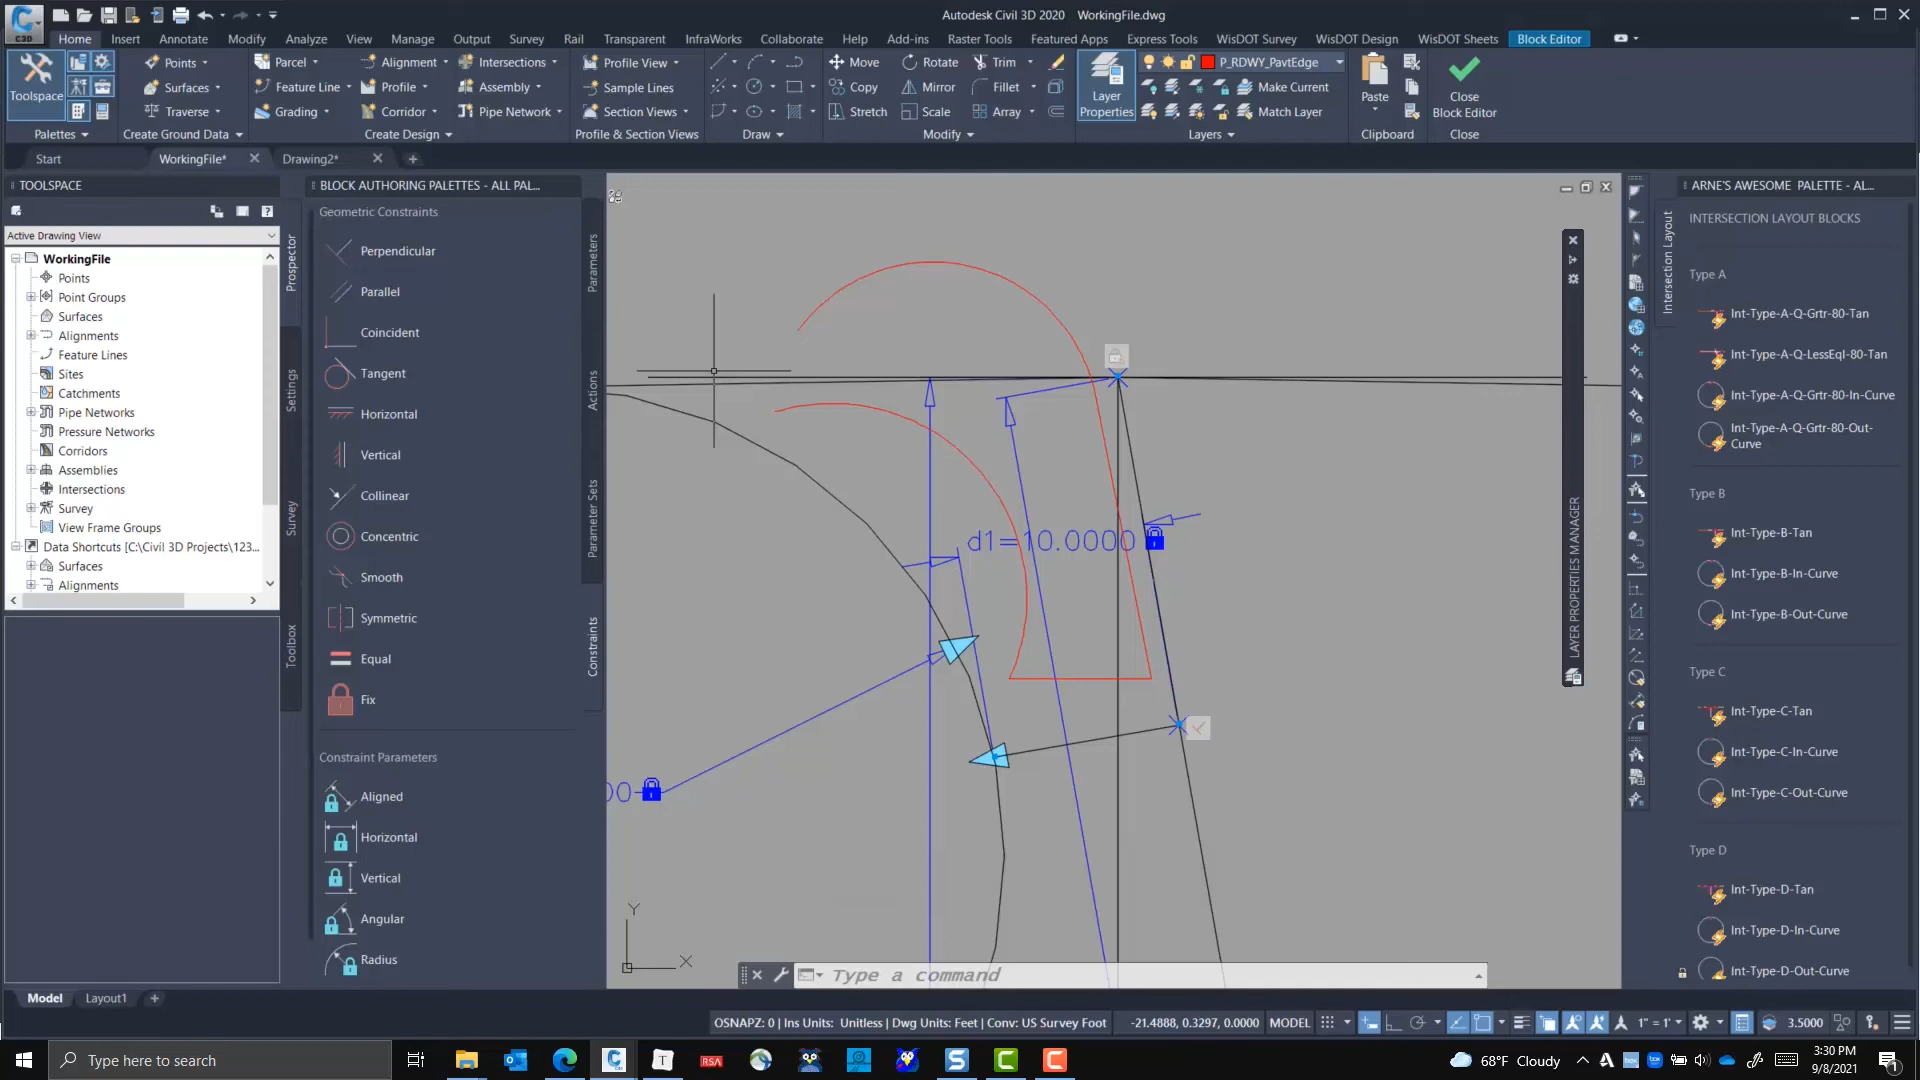 Autodesk Civil 3D 2020 WorkingFile.dwg
C3D
Home Insert Annotate Modify Analyze View Manage Output Survey Rail Transparent InfraWorks Collaborate Help Add-ins Raster Tools Featured Apps Express Tools WisDOT Survey WisDOT Design WisDOT Sheets Block Editor
Points Parcel Alignment Intersections Profile View Move Rotate Trim P_RDWY_PavtEdge
Toolspace Surfaces Feature Line Profile Assembly Sample Lines Copy Mirror Fillet Layer Properties Make Current Paste Close Block Editor
Traverse Grading Corridor Pipe Network Section Views Stretch Scale Array Match Layer
Palettes Create Ground Data Create Design Profile & Section Views Draw Modify Layers Clipboard Close
Start WorkingFile* Drawing2*
TOOLSPACE
Active Drawing View
WorkingFile
Points
Point Groups
Surfaces
Alignments
Feature Lines
Sites
Catchments
Pipe Networks
Pressure Networks
Corridors
Assemblies
Intersections
Survey
View Frame Groups
Data Shortcuts [C:\Civil 3D Projects\123...
Surfaces
Alignments
Prospector
Settings
Survey
Toolbox
BLOCK AUTHORING PALETTES - ALL PAL...
Geometric Constraints
Perpendicular
Parallel
Coincident
Tangent
Horizontal
Vertical
Collinear
Concentric
Smooth
Symmetric
Equal
Fix
Constraint Parameters
Aligned
Horizontal
Vertical
Angular
Radius
Parameters
Actions
Parameter Sets
Constraints
d1=10.0000
00
Y
X
Type a command
LAYER PROPERTIES MANAGER
ARNE'S AWESOME PALETTE - AL...
Intersection Layout
INTERSECTION LAYOUT BLOCKS
Type A
Int-Type-A-Q-Grtr-80-Tan
Int-Type-A-Q-LessEql-80-Tan
Int-Type-A-Q-Grtr-80-In-Curve
Int-Type-A-Q-Grtr-80-Out-
Curve
Type B
Int-Type-B-Tan
Int-Type-B-In-Curve
Int-Type-B-Out-Curve
Type C
Int-Type-C-Tan
Int-Type-C-In-Curve
Int-Type-C-Out-Curve
Type D
Int-Type-D-Tan
Int-Type-D-In-Curve
Int-Type-D-Out-Curve
Model Layout1
OSNAPZ: 0 | Ins Units: Unitless | Dwg Units: Feet | Conv: US Survey Foot -21.4888, 0.3297, 0.0000 MODEL 1" = 1' 3.5000
Type here to search
RSA
68°F Cloudy
3:30 PM
9/8/2021